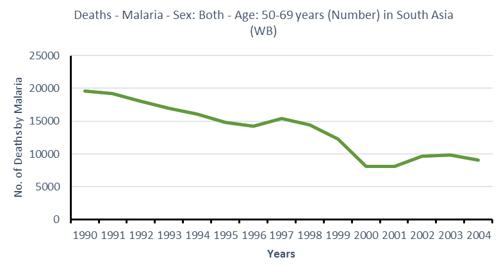 Deaths - Malaria - Sex: Both - Age: 50-69 years (Number) in South Asia
(WB)
25000
20000
15000
10000
5000
0
No. of Deaths by Malaria
1990 1991 1992 1993 1994 1995 1996 1997 1998 1999 2000 2001 2002 2003 2004
Years